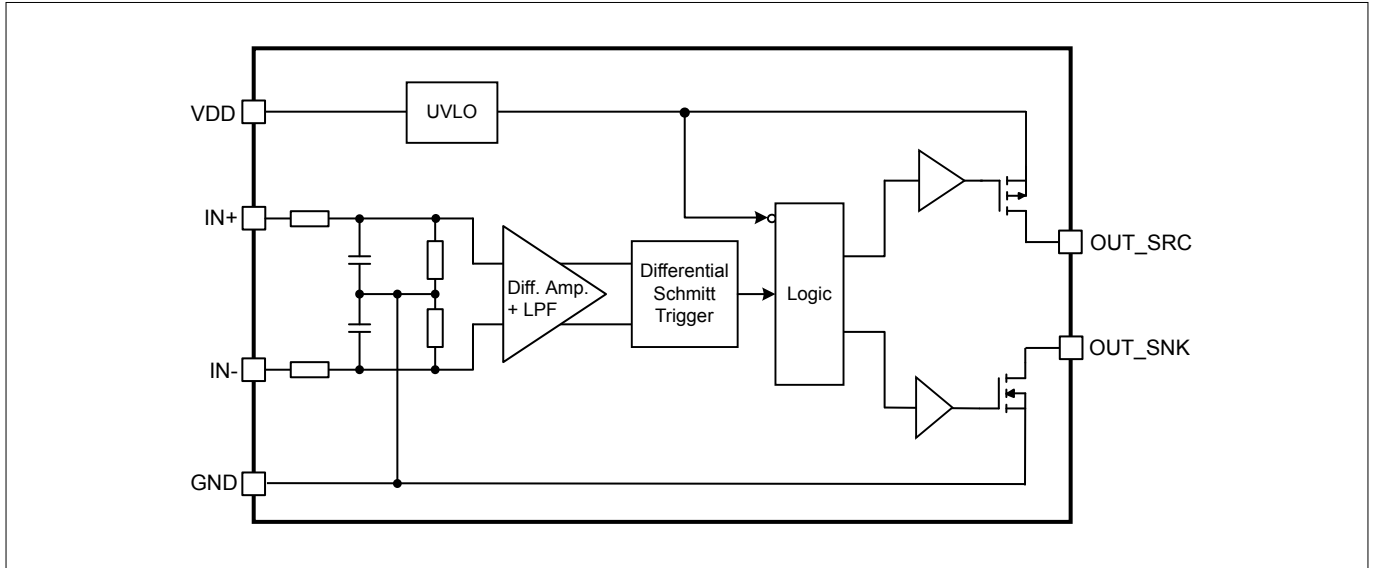 VDD
UVLO
IN+
OUT_SRC
Differential
Schmitt
Trigger
Diff. Amp.
+ LPF
Logic
OUT_SNK
IN-
GND